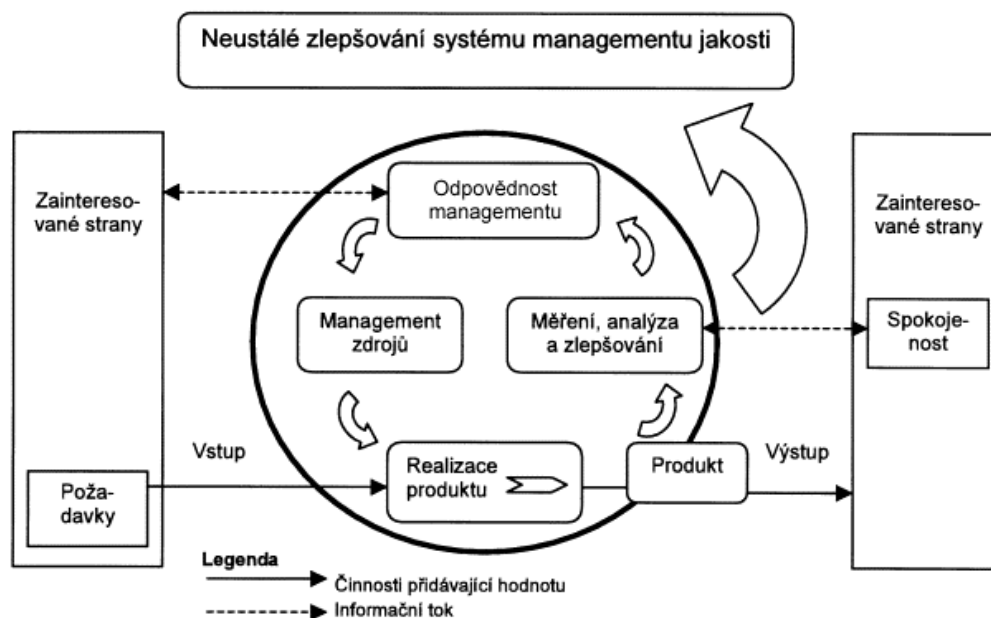 Neustálé zlepšování systému managementu jakosti
Zaintereso-
vané strany
Odpovědnost
managementu
Zaintereso-
vané strany
Management
zdrojů
Měření, analýza
a zlepšování
Spokoje-
nost
Vstup
Realizace
produktu
Produkt
Výstup
Poža-
davky
Legenda
Činnosti přidávající hodnotu
Informační tok